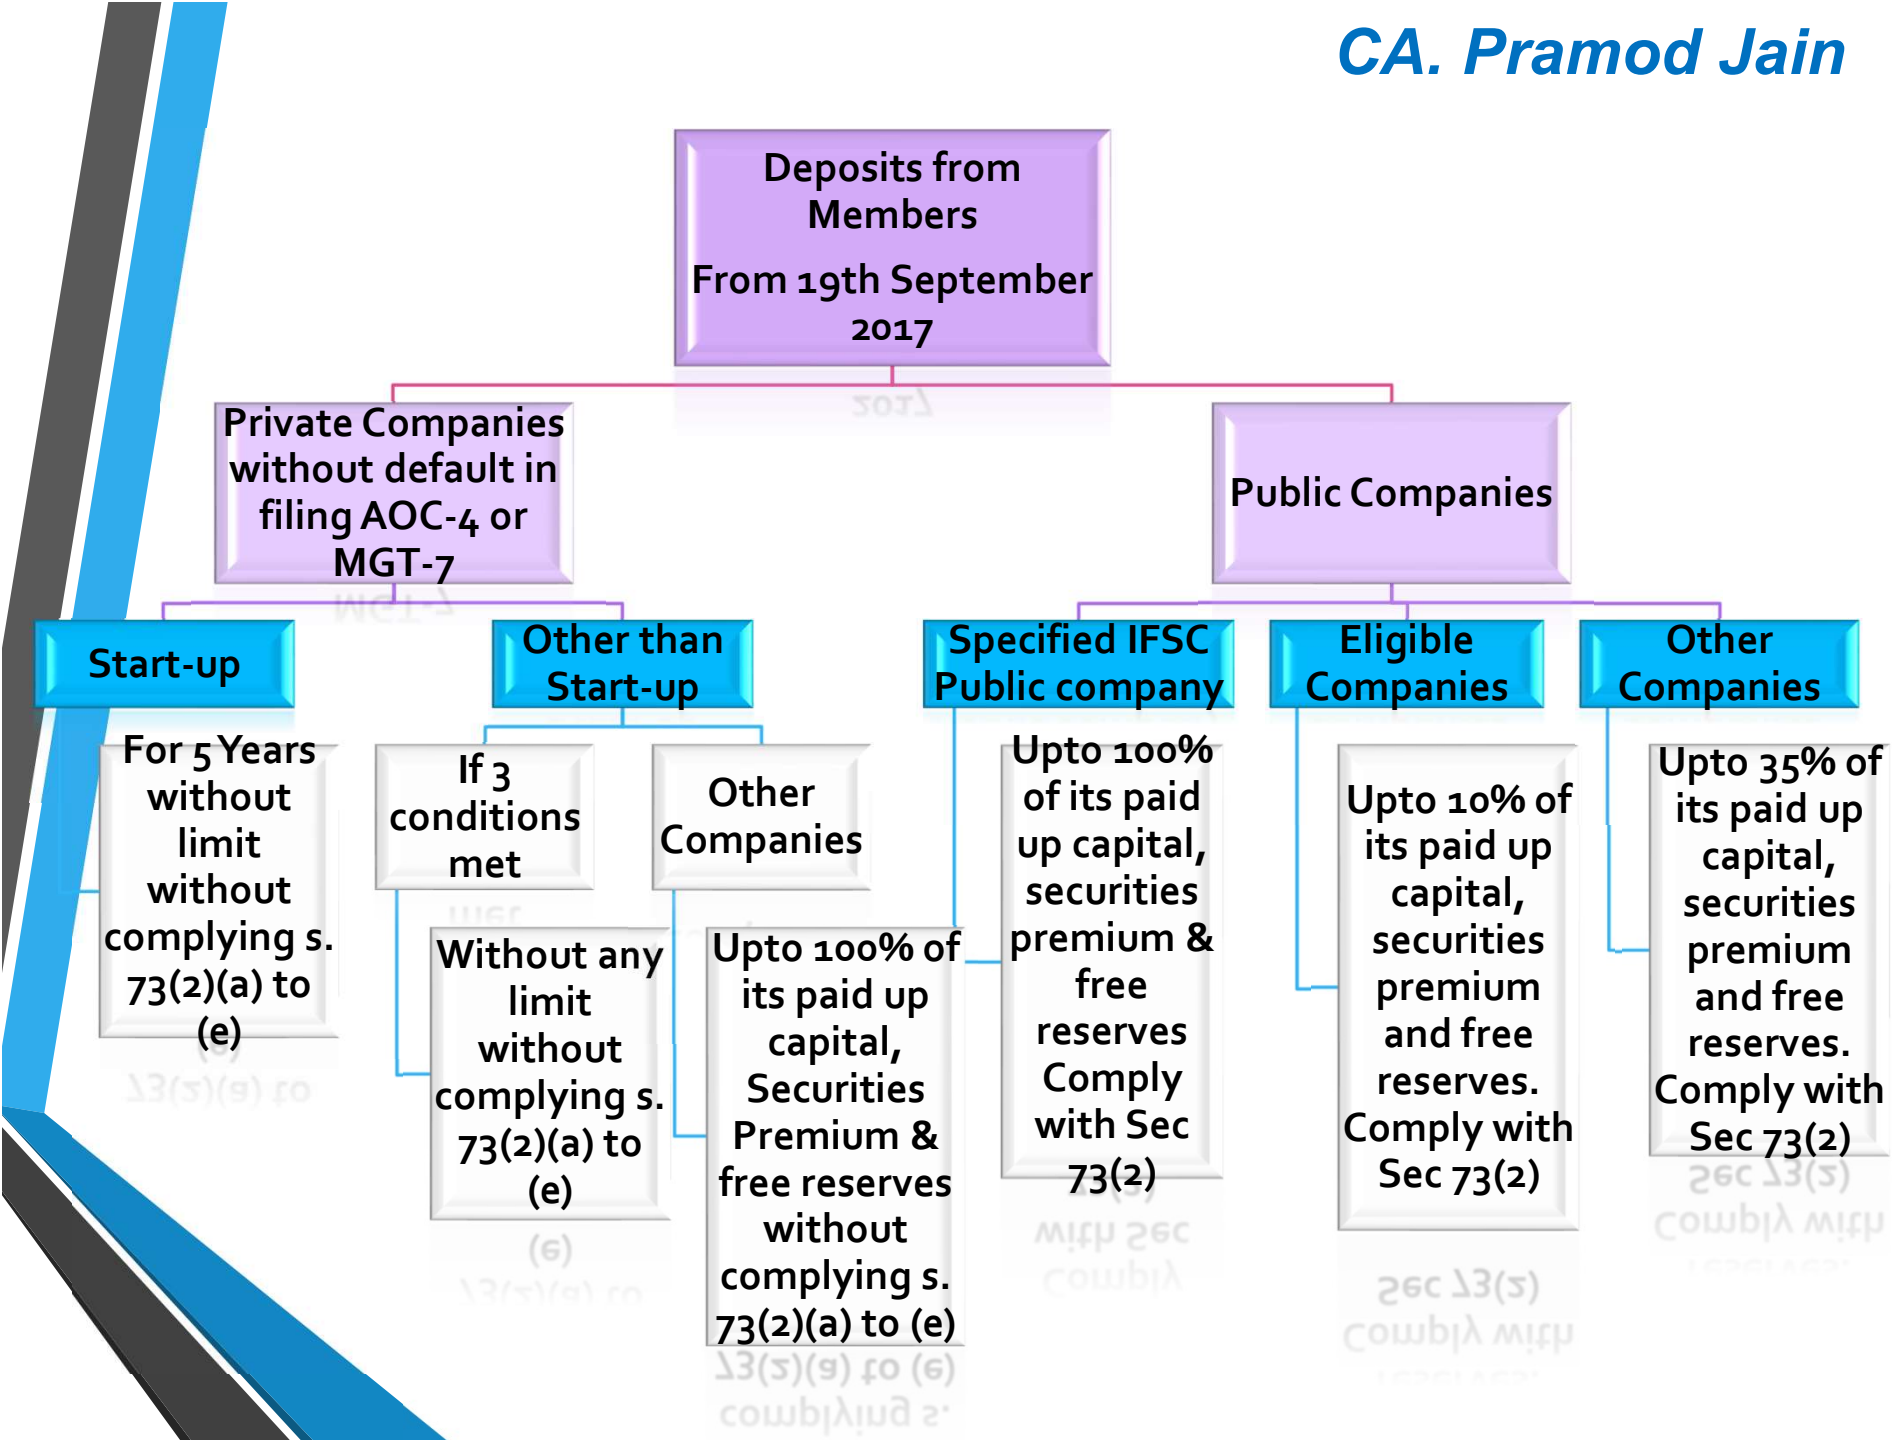 CA. Pramod Jain
Deposits from
Members
From 19th September
2017
Private Companies
without default in
filing AOC-4 or
MGT-7
Public Companies
Start-up
For 5 Years
without
limit
without
complying s.
73(2)(a) to
(e)
Other than
Start-up
If 3
conditions
met
Without any
limit
without
complying s.
73(2)(a) to
(e)
Other
Companies
Upto 100% of
its paid up
capital,
Securities
Premium &
free reserves
without
complying s.
73(2)(a) to (e)
Specified IFSC
Public company
Upto 100%
of its paid
up capital,
securities
premium &
free
reserves
Comply
with Sec
73(2)
Eligible
Companies
Upto 10% of
its paid up
capital,
securities
premium
and free
reserves.
Comply with
Sec 73(2)
Other
Companies
Upto 35% of
its paid up
capital,
securities
premium
and free
reserves.
Comply with
Sec 73(2)